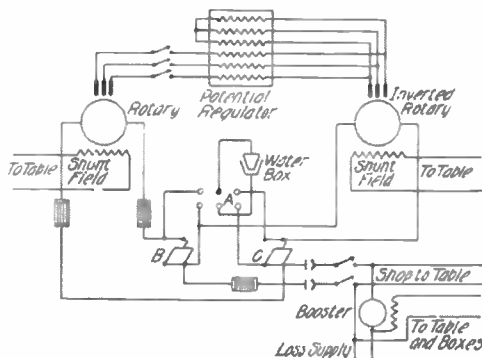 Potential
Regulator
Rotary
Inverted
Rotary
To Table
Shunt
Field
Water
Box
Shunt
Field
To Table
A
B
C
Shop to Table
Booster
To Table
and Boxes
Loss Supply